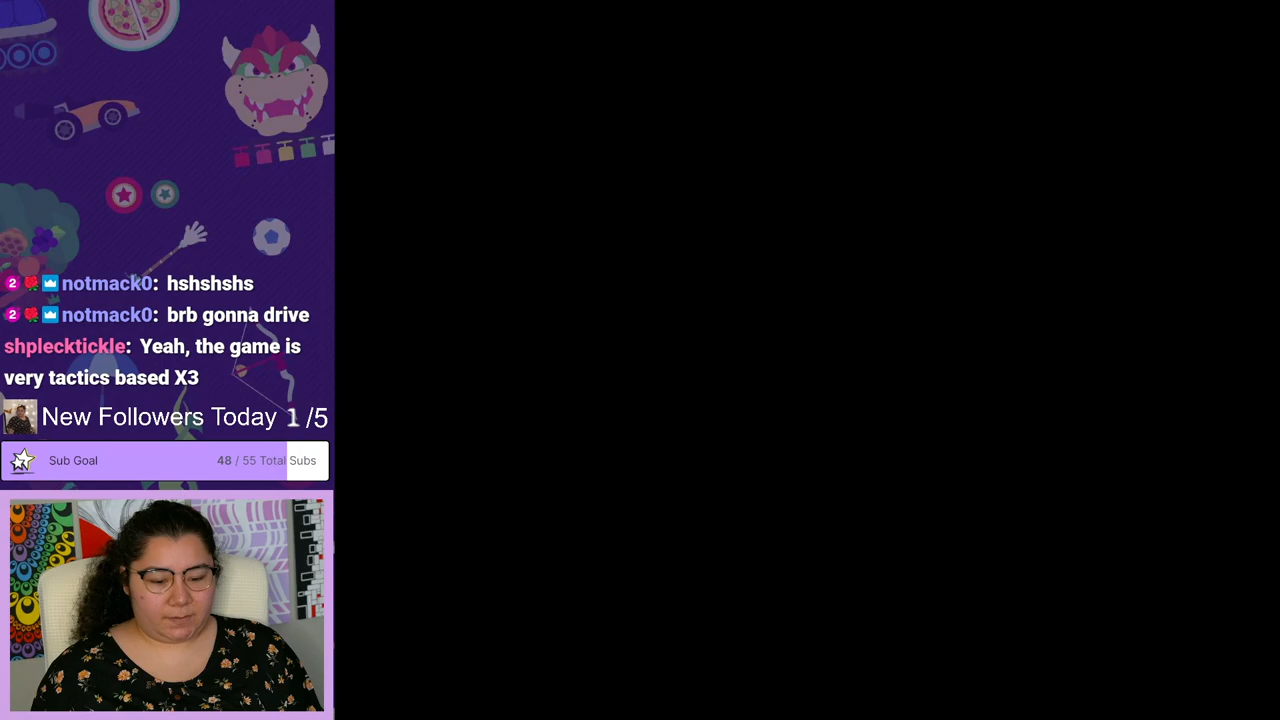 2 notmack0: hshshshs
2 notmack0: brb gonna drive
shplecktickle: Yeah, the game is
very tactics based X3
New Followers Today 1 /5
Sub Goal 48 / 55 Total Subs